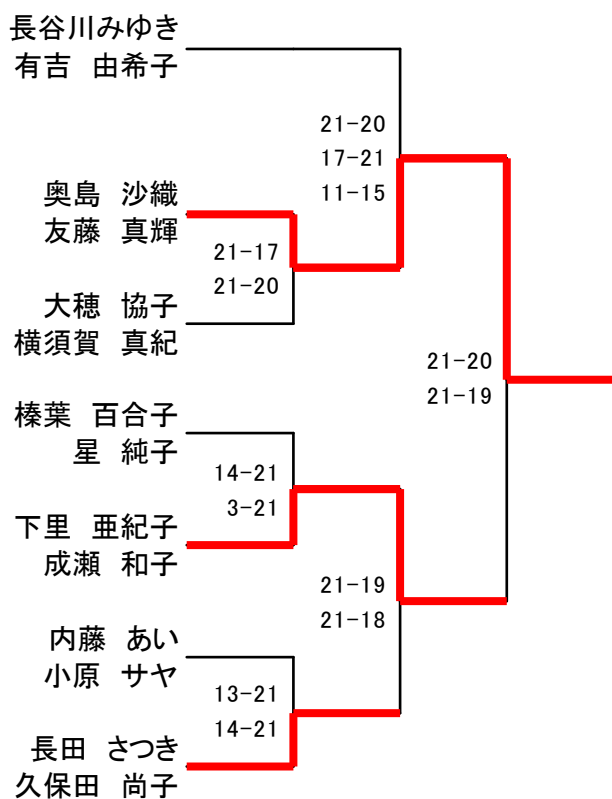 長谷川みゆき
有吉　由希子
21-20
17-21
11-15
奥島　沙織
友藤　真輝
21-17
21-20
大穂　協子
横須賀　真紀
21-20
21-19
榛葉　百合子
星　純子
14-21
3-21
下里　亜紀子
成瀬　和子
21-19
21-18
内藤　あい
小原　サヤ
13-21
14-21
長田　さつき
久保田　尚子